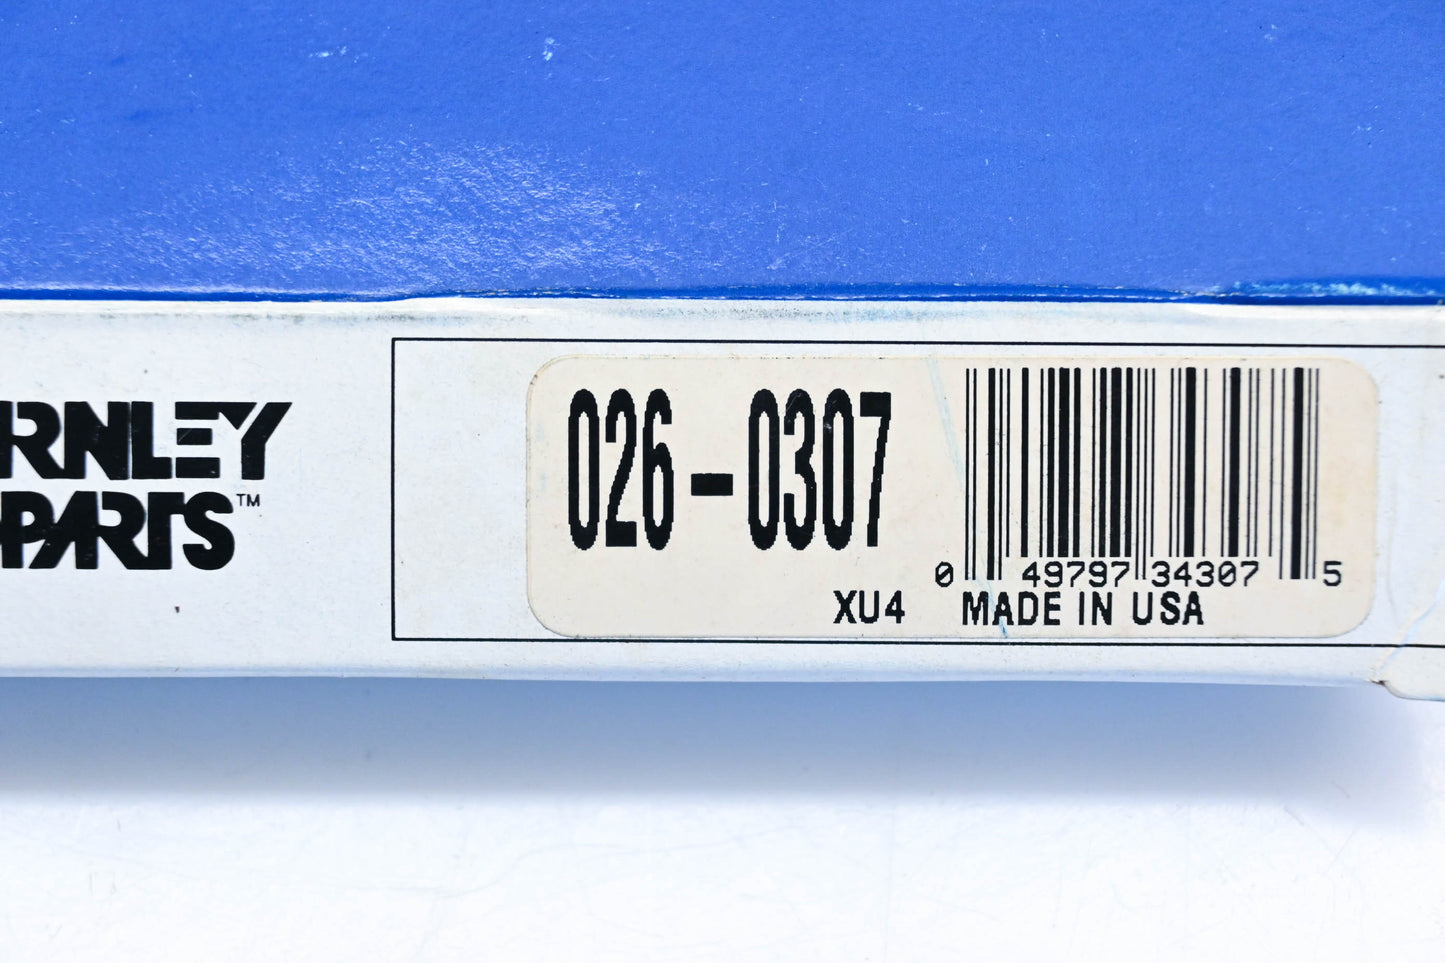 RNLEY
PARTS™
026-0307
0 49797 34307 5
XU4 MADE IN USA